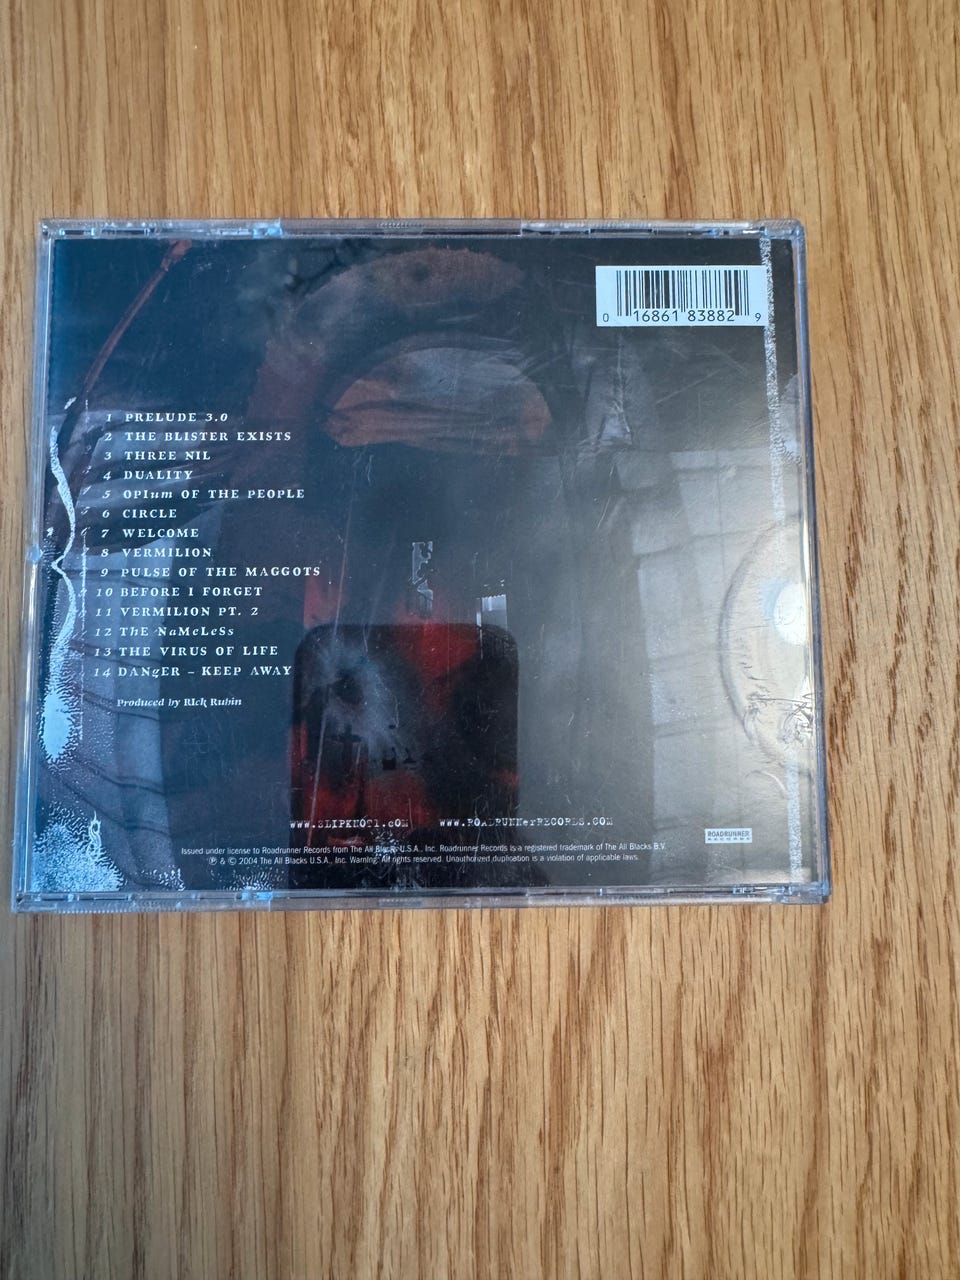 0 16861 83882 9
1 PRELUDE 3.0
2 THE BLISTER EXISTS
3 THREE NIL
4 DUALITY
5 OPIum OF THE PEOPLE
6 CIRCLE
7 WELCOME
8 VERMILION
9 PULSE OF THE MAGGOTS
10 BEFORE I FORGET
11 VERMILION PT. 2
12 ThE NaMeLeSs
13 THE VIRUS OF LIFE
14 DANgER – KEEP AWAY
Produced by RIck Rubin
www.SLIPKNOT1.cOM www.ROADRUNNerRECORDS.COM
ROADRUNNER
RECORDS
Issued under license to Roadrunner Records from The All Blacks U.S.A., Inc. Roadrunner Records is a registered trademark of The All Blacks B.V.
℗ & © 2004 The All Blacks U.S.A., Inc. Warning: All rights reserved. Unauthorized duplication is a violation of applicable laws.